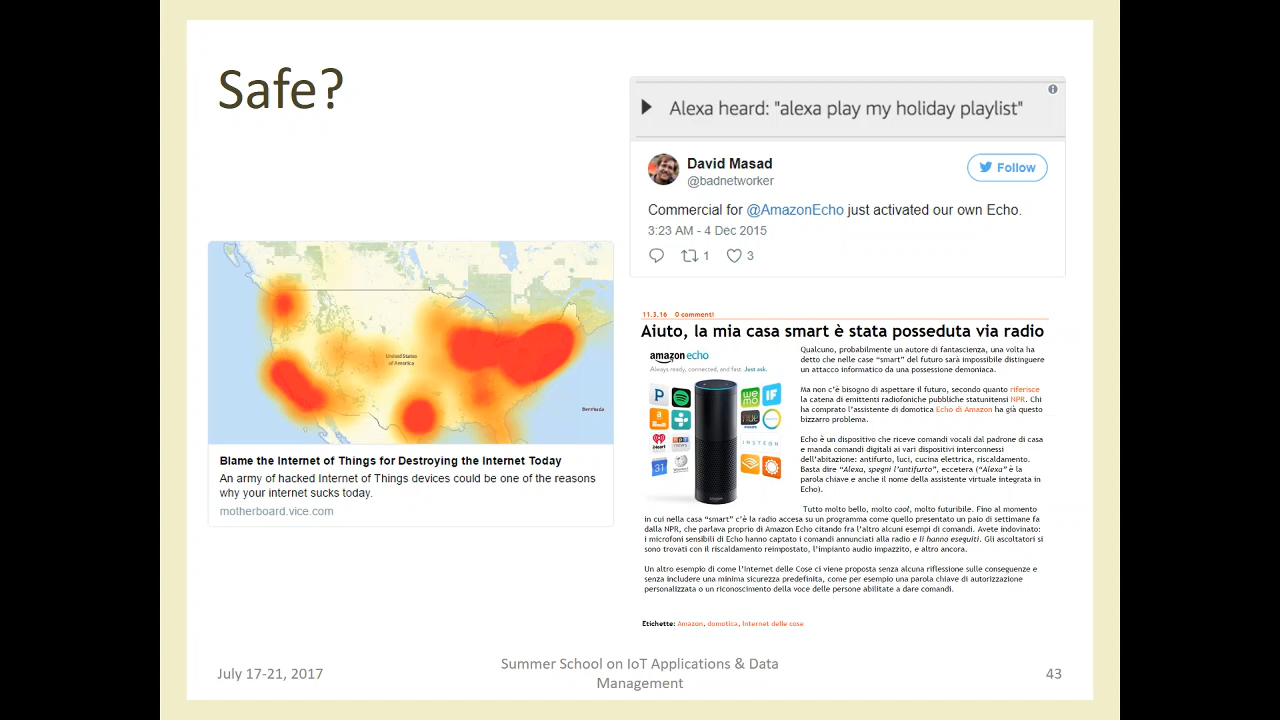 Safe?
Alexa heard: "alexa play my holiday playlist"
David Masad
@badnetworker
Follow
Commercial for @AmazonEcho just activated our own Echo.
3:23 AM - 4 Dec 2015
1
3
United States
of America
Bermuda
Blame the Internet of Things for Destroying the Internet Today
An army of hacked Internet of Things devices could be one of the reasons
why your internet sucks today.
motherboard.vice.com
11.3.16 0 commenti
Aiuto, la mia casa smart è stata posseduta via radio
amazon echo
Always ready, connected, and fast. Just ask.
Qualcuno, probabilmente un autore di fantascienza, una volta ha
detto che nelle case “smart” del futuro sarà impossibile distinguere
un attacco informatico da una possessione demoniaca.
Ma non c’è bisogno di aspettare il futuro, secondo quanto riferisce
la catena di emittenti radiofoniche pubbliche statunitensi NPR. Chi
ha comprato l’assistente di domotica Echo di Amazon ha già questo
bizzarro problema.
Echo è un dispositivo che riceve comandi vocali dal padrone di casa
e manda comandi digitali ai vari dispositivi interconnessi
dell’abitazione: antifurto, luci, cucina elettrica, riscaldamento.
Basta dire “Alexa, spegni l’antifurto”, eccetera (“Alexa” è la
parola chiave e anche il nome della assistente virtuale integrata in
Echo).
Tutto molto bello, molto cool, molto futuribile. Fino al momento
in cui nella casa “smart” c’è la radio accesa su un programma come quello presentato un paio di settimane fa
dalla NPR, che parlava proprio di Amazon Echo citando fra l’altro alcuni esempi di comandi. Avete indovinato:
i microfoni sensibili di Echo hanno captato i comandi annunciati alla radio e li hanno eseguiti. Gli ascoltatori si
sono trovati con il riscaldamento reimpostato, l’impianto audio impazzito, e altro ancora.
Un altro esempio di come l’Internet delle Cose ci viene proposta senza alcuna riflessione sulle conseguenze e
senza includere una minima sicurezza predefinita, come per esempio una parola chiave di autorizzazione
personalizzata o un riconoscimento della voce delle persone abilitate a dare comandi.
Etichette: Amazon, domotica, Internet delle cose
July 17-21, 2017
Summer School on IoT Applications & Data
Management
43